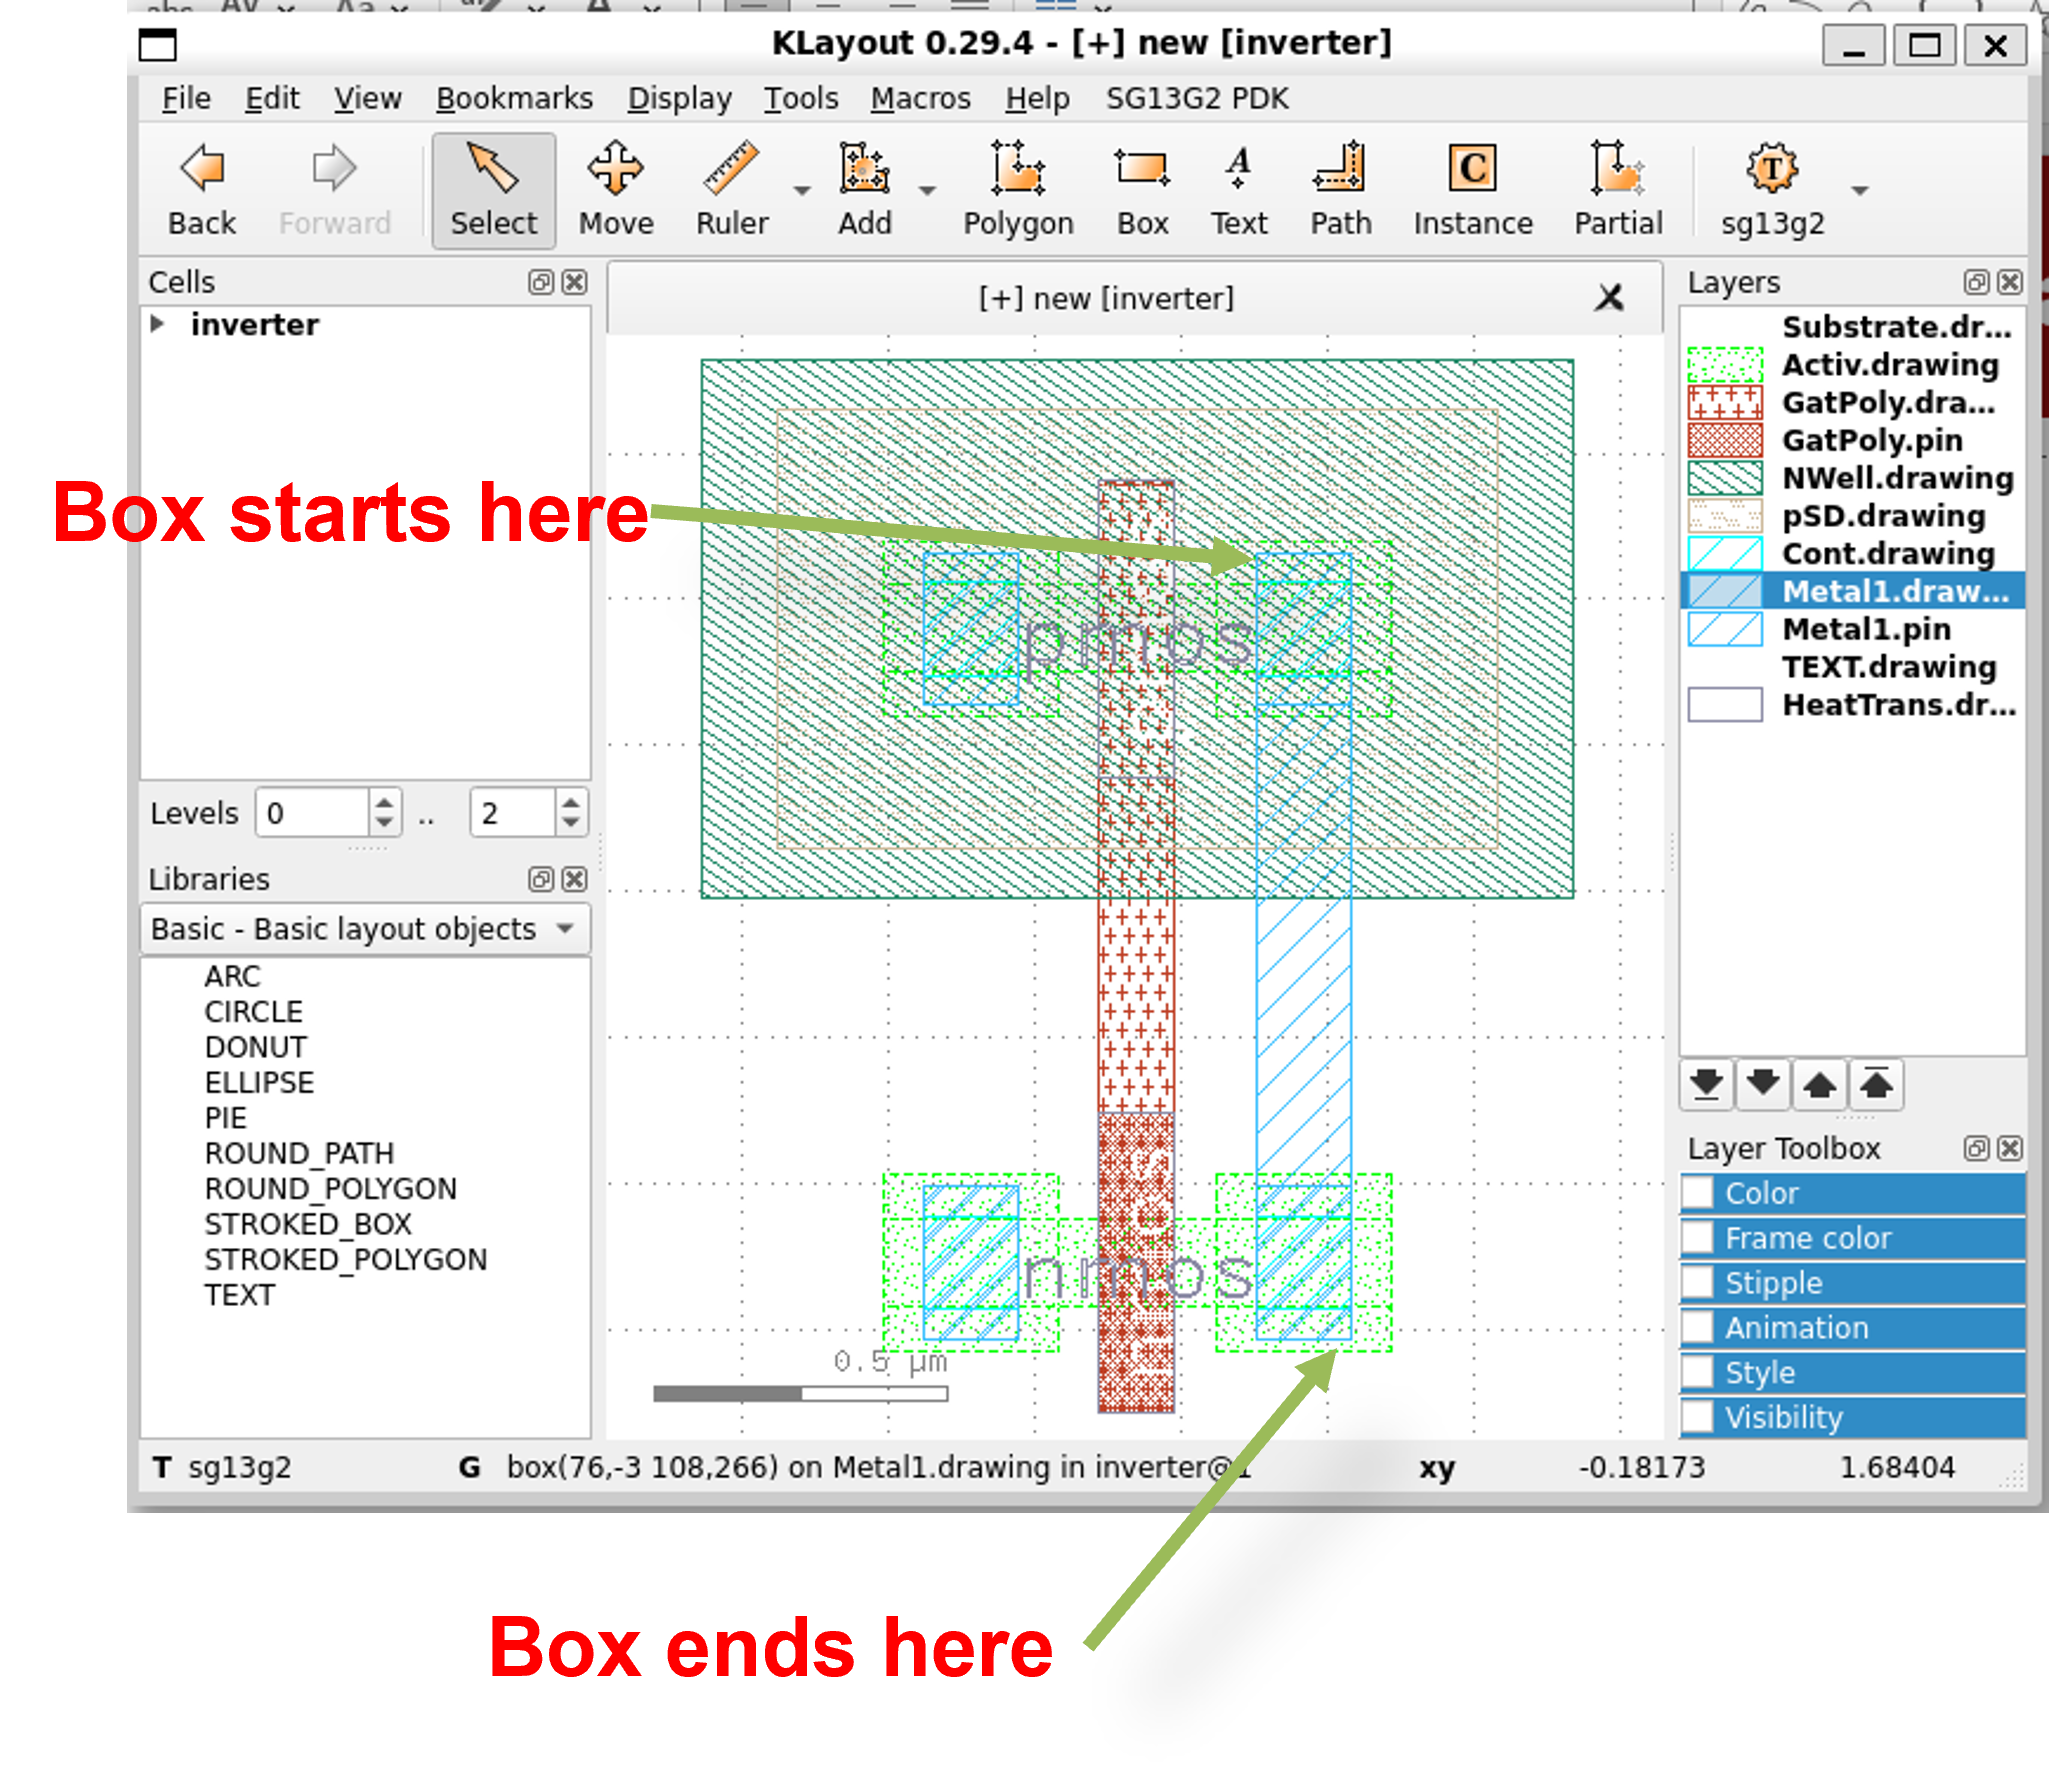 KLayout 0.29.4 - [+] new [inverter]
File Edit View Bookmarks Display Tools Macros Help SG13G2 PDK
Back Forward Select Move Ruler Add Polygon Box Text Path Instance Partial sg13g2
Cells
inverter
Levels 0 .. 2
Libraries
Basic - Basic layout objects
ARC
CIRCLE
DONUT
ELLIPSE
PIE
ROUND_PATH
ROUND_POLYGON
STROKED_BOX
STROKED_POLYGON
TEXT
[+] new [inverter]
Box starts here
pmos
nmos
0.5 µm
Layers
Substrate.dr...
Activ.drawing
GatPoly.dra...
GatPoly.pin
NWell.drawing
pSD.drawing
Cont.drawing
Metal1.draw...
Metal1.pin
TEXT.drawing
HeatTrans.dr...
Layer Toolbox
Color
Frame color
Stipple
Animation
Style
Visibility
T sg13g2 G box(76,-3 108,266) on Metal1.drawing in inverter@1 xy -0.18173 1.68404
Box ends here